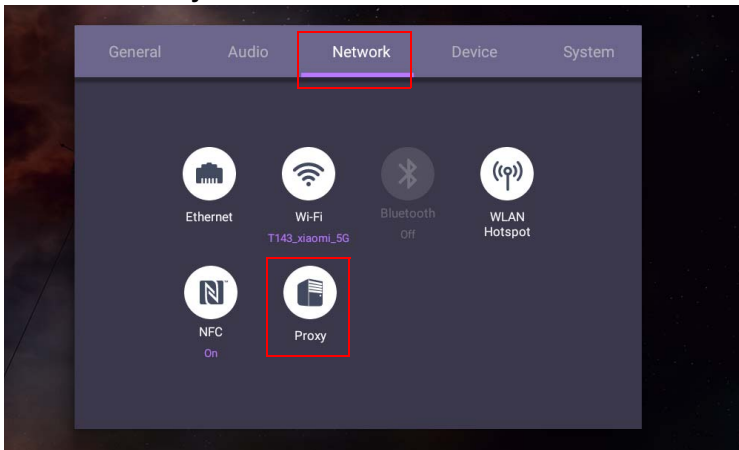 General Audio Network Device System
Ethernet Wi-Fi Bluetooth WLAN
T143_xiaomi_5G Off Hotspot
NFC Proxy
On